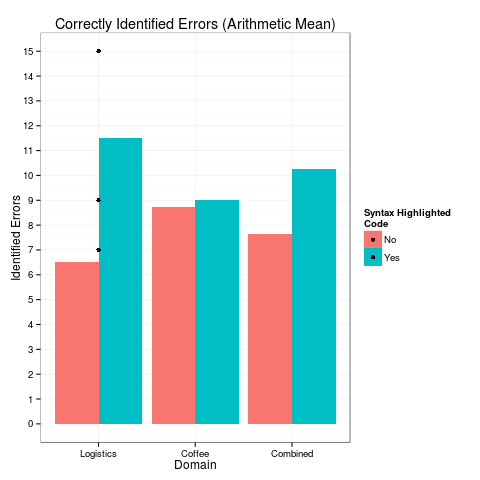 Correctly Identified Errors (Arithmetic Mean)
15
14
13
12
11
10
9
8
7
6
5
4
3
2
1
0
Identified Errors
Logistics Coffee Combined
Domain
Syntax Highlighted
Code
No
Yes